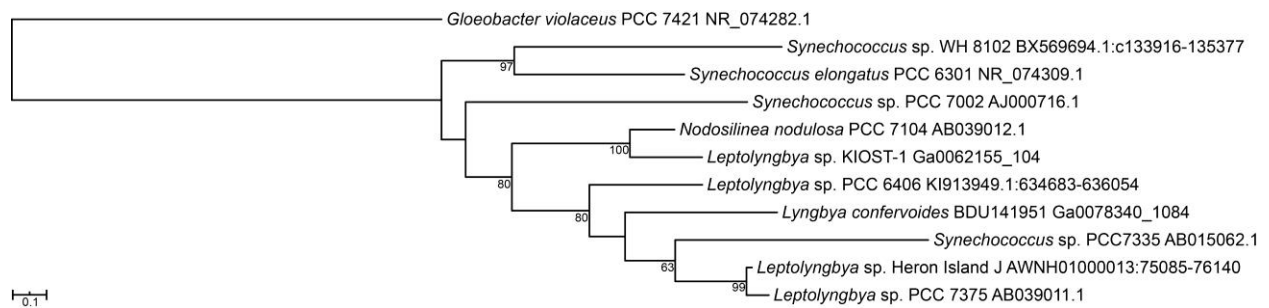 Gloeobacter violaceus PCC 7421 NR_074282.1
Synechococcus sp. WH 8102 BX569694.1:c133916-135377
97
Synechococcus elongatus PCC 6301 NR_074309.1
Synechococcus sp. PCC 7002 AJ000716.1
Nodosilinea nodulosa PCC 7104 AB039012.1
100
Leptolyngbya sp. KIOST-1 Ga0062155_104
80
Leptolyngbya sp. PCC 6406 KI913949.1:634683-636054
80
Lyngbya confervoides BDU141951 Ga0078340_1084
Synechococcus sp. PCC7335 AB015062.1
63
Leptolyngbya sp. Heron Island J AWNH01000013:75085-76140
99
Leptolyngbya sp. PCC 7375 AB039011.1
0.1